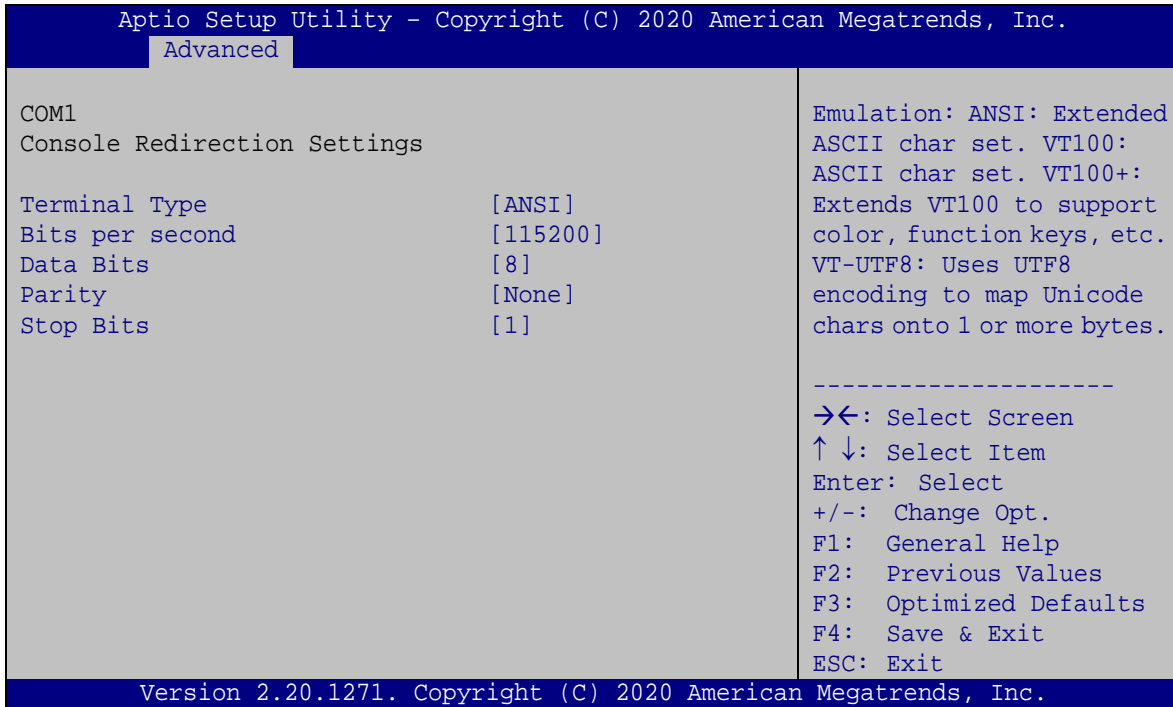 Aptio Setup Utility – Copyright (C) 2020 American Megatrends, Inc.
Advanced
COM1
Console Redirection Settings
Terminal Type [ANSI]
Bits per second [115200]
Data Bits [8]
Parity [None]
Stop Bits [1]
Emulation: ANSI: Extended
ASCII char set. VT100:
ASCII char set. VT100+:
Extends VT100 to support
color, function keys, etc.
VT-UTF8: Uses UTF8
encoding to map Unicode
chars onto 1 or more bytes.
---------------------
→←: Select Screen
↑ ↓: Select Item
Enter: Select
+/-: Change Opt.
F1: General Help
F2: Previous Values
F3: Optimized Defaults
F4: Save & Exit
ESC: Exit
Version 2.20.1271. Copyright (C) 2020 American Megatrends, Inc.